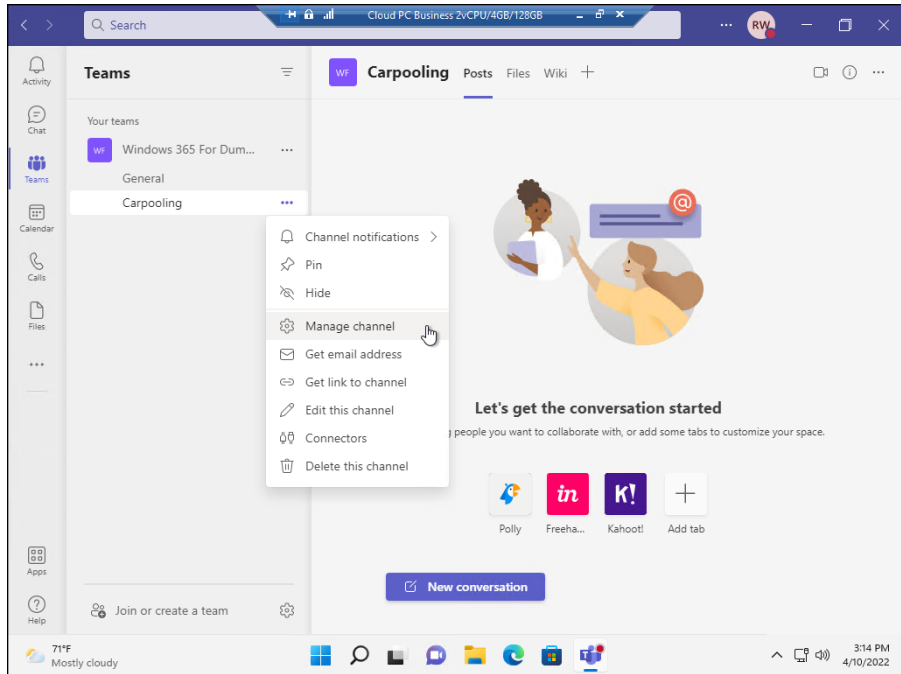 Search
Cloud PC Business 2vCPU/4GB/128GB
RW
Activity
Chat
Teams
Calendar
Calls
Files
Apps
Help
Teams
Your teams
WF Windows 365 For Dum...
General
Carpooling
WF Carpooling Posts Files Wiki
Channel notifications
Pin
Hide
Manage channel
Get email address
Get link to channel
Edit this channel
Connectors
Delete this channel
@
Let's get the conversation started
people you want to collaborate with, or add some tabs to customize your space.
in K!
Polly Freeha... Kahoot! Add tab
New conversation
Join or create a team
71°F
Mostly cloudy
3:14 PM
4/10/2022